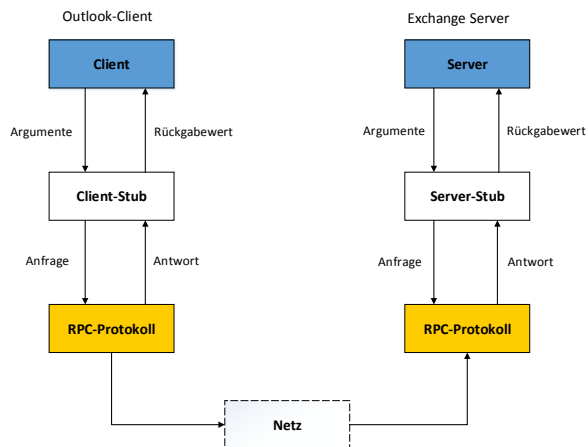 Outlook-Client
Exchange Server
Client
Server
Argumente
Rückgabewert
Argumente
Rückgabewert
Client-Stub
Server-Stub
Anfrage
Antwort
Anfrage
Antwort
RPC-Protokoll
RPC-Protokoll
Netz